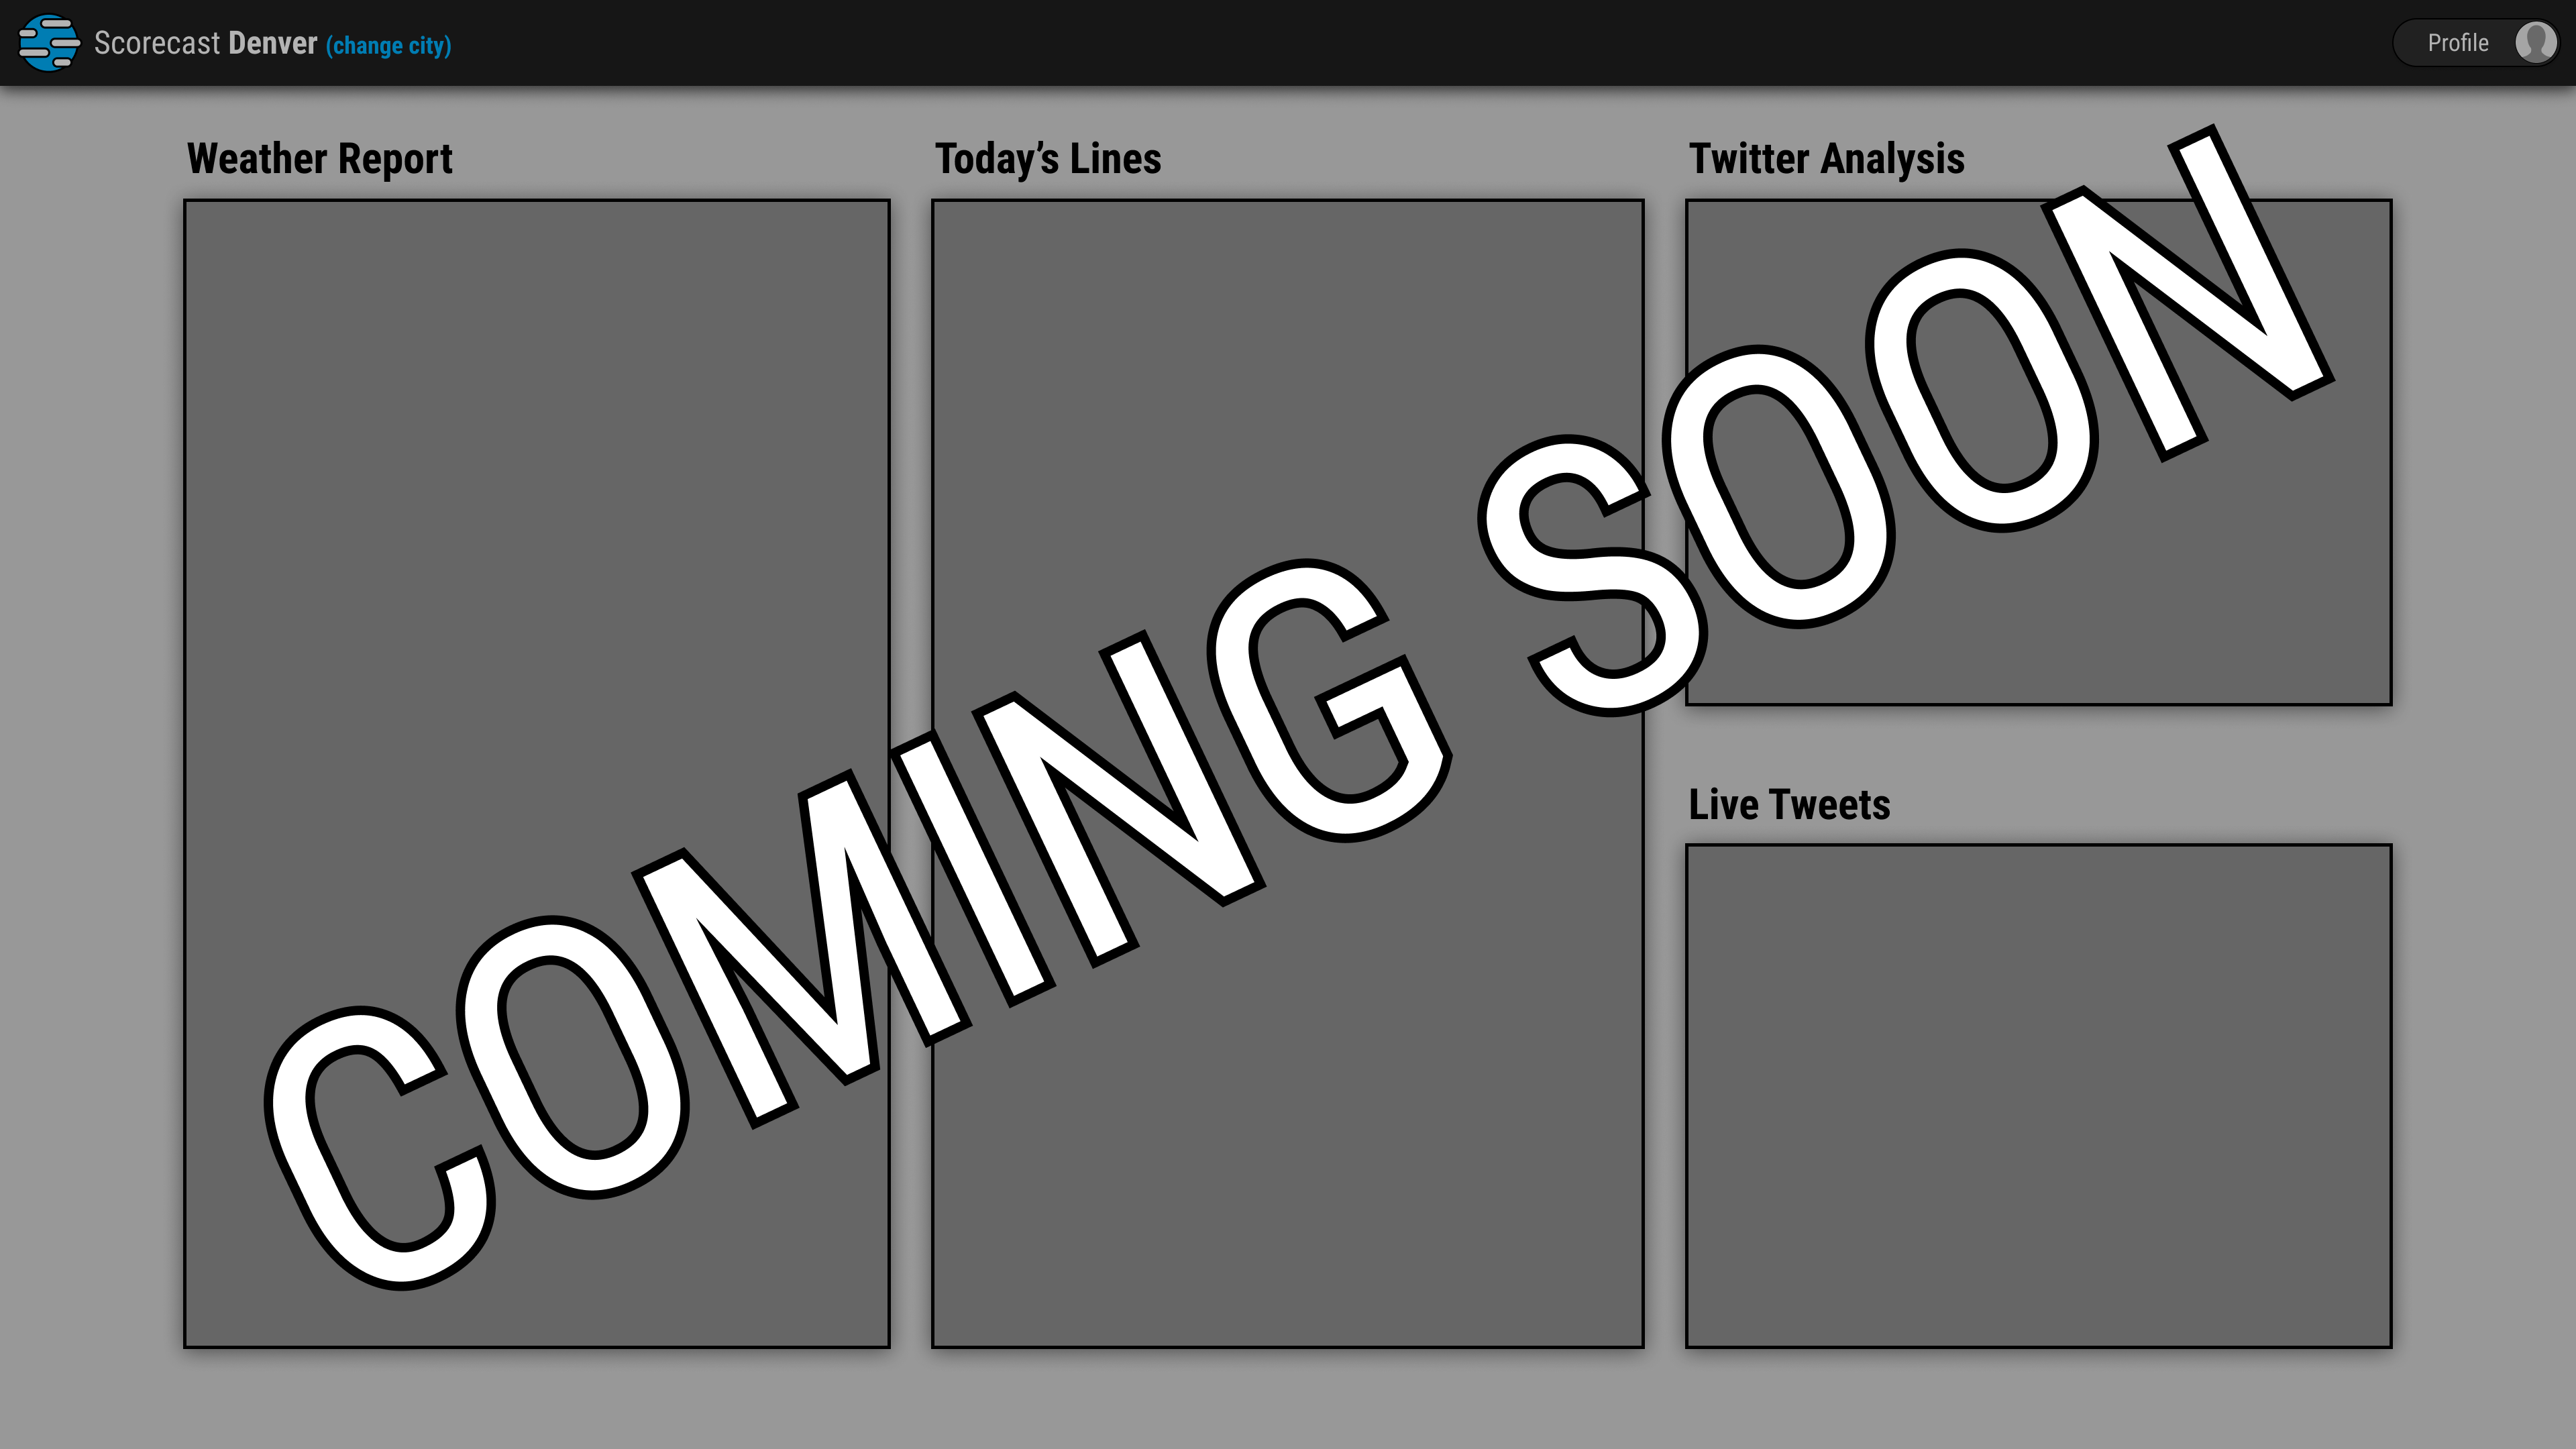 Scorecast Denver (change city)
Profile
Weather Report
Today’s Lines
Twitter Analysis
COMING SOON
Live Tweets